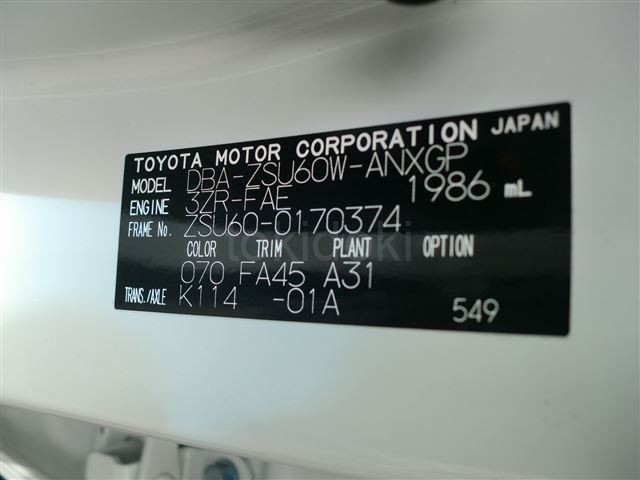 TOYOTA MOTOR CORPORATION JAPAN
MODEL DBA-ZSU60W-ANXGP
ENGINE 3ZR-FAE 1986 mL
FRAME No. ZSU60-0170374
COLOR TRIM PLANT OPTION
070 FA45 A31
TRANS./AXLE K114 -01A
549